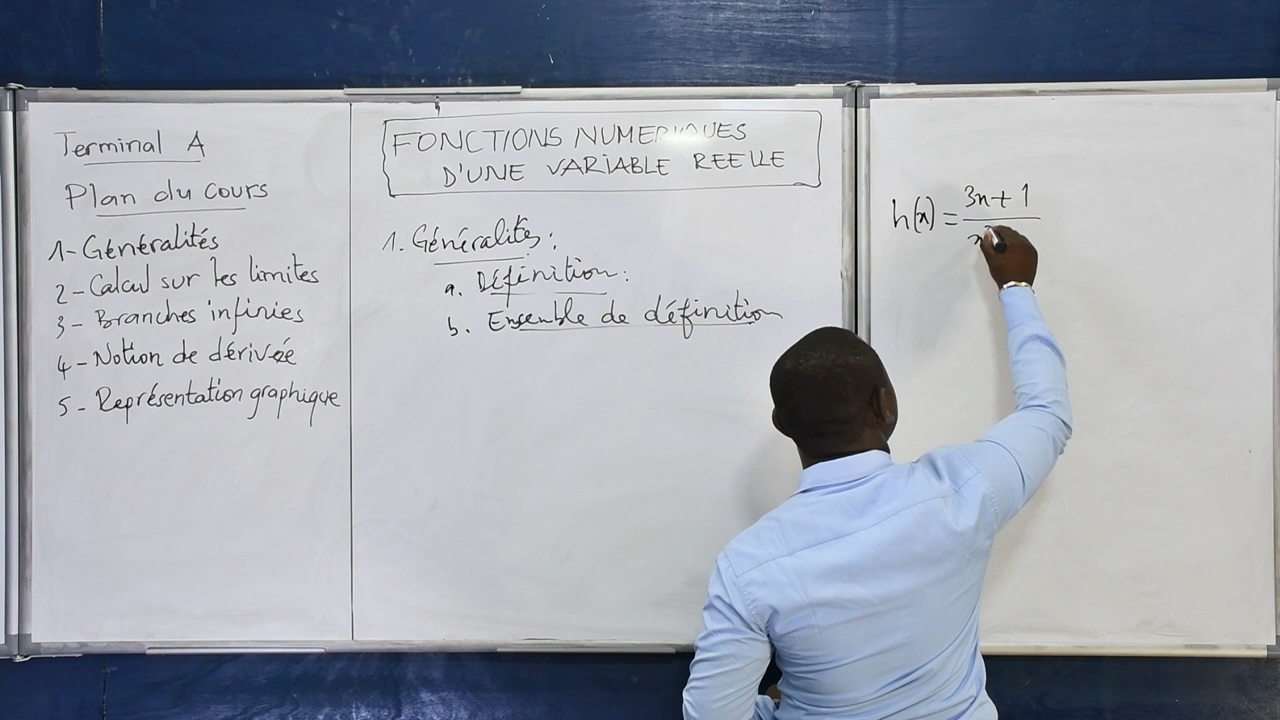 Terminal A
Plan du cours
1- Généralités
2- Calcul sur les limites
3- Branches infinies
4- Notion de dérivée
5- Représentation graphique
FONCTIONS NUMERIQUES
D'UNE VARIABLE REELLE
1. Généralités:
a. Définition:
b. Ensemble de définition
h(x) = 3x+1
x